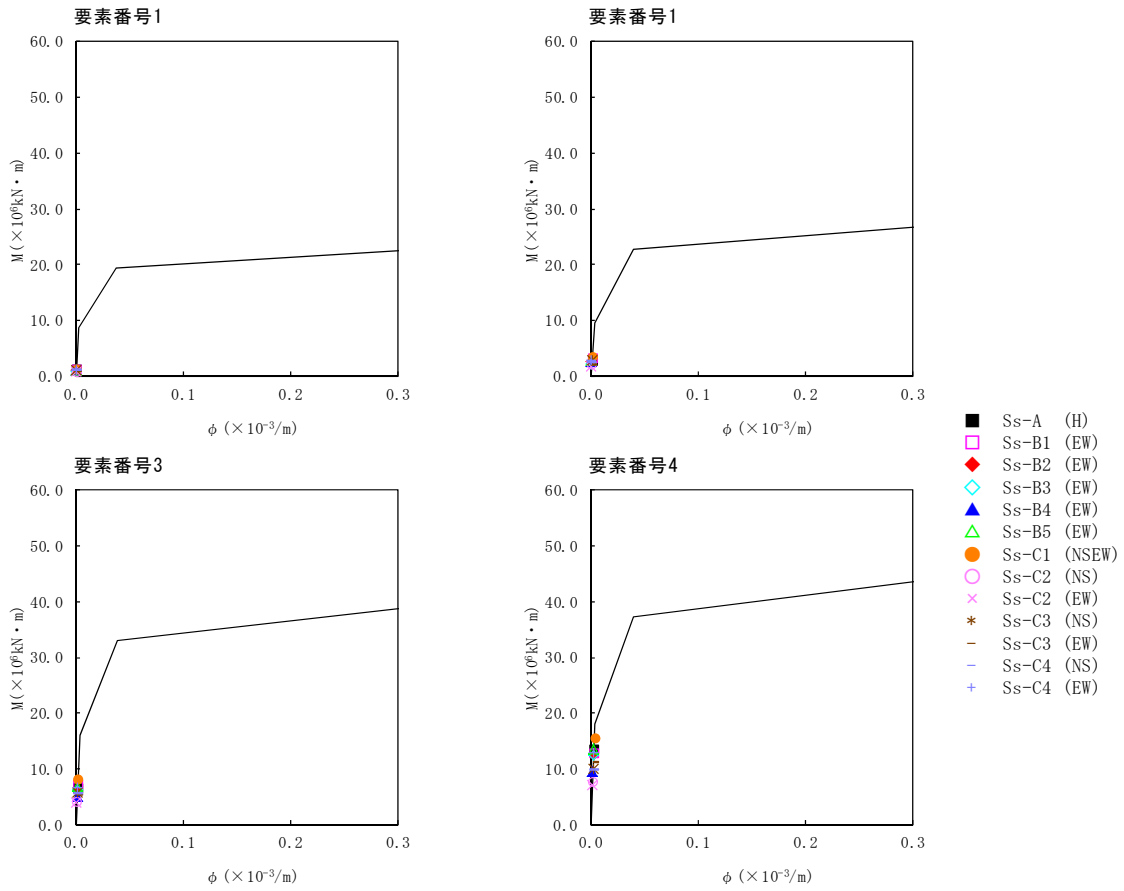 要素番号1
60.0
50.0
40.0
30.0
20.0
10.0
0.0
M(×10⁶kN・m)
0.0 0.1 0.2 0.3
φ (×10⁻³/m)
要素番号1
60.0
50.0
40.0
30.0
20.0
10.0
0.0
M(×10⁶kN・m)
0.0 0.1 0.2 0.3
φ (×10⁻³/m)
要素番号3
60.0
50.0
40.0
30.0
20.0
10.0
0.0
M(×10⁶kN・m)
0.0 0.1 0.2 0.3
φ (×10⁻³/m)
要素番号4
60.0
50.0
40.0
30.0
20.0
10.0
0.0
M(×10⁶kN・m)
0.0 0.1 0.2 0.3
φ (×10⁻³/m)
Ss-A (H)
Ss-B1 (EW)
Ss-B2 (EW)
Ss-B3 (EW)
Ss-B4 (EW)
Ss-B5 (EW)
Ss-C1 (NSEW)
Ss-C2 (NS)
Ss-C2 (EW)
Ss-C3 (NS)
Ss-C3 (EW)
Ss-C4 (NS)
Ss-C4 (EW)